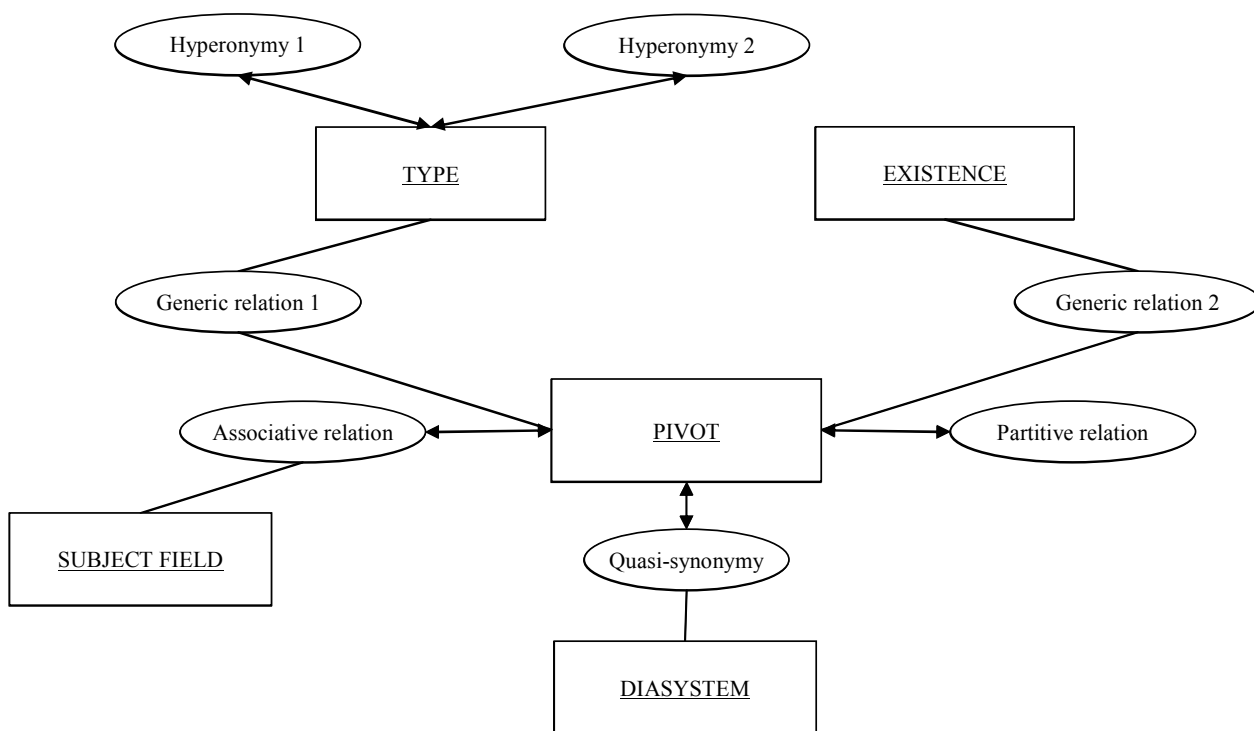 Hyperonymy 1
Hyperonymy 2
TYPE
EXISTENCE
Generic relation 1
Generic relation 2
Associative relation
PIVOT
Partitive relation
SUBJECT FIELD
Quasi-synonymy
DIASYSTEM